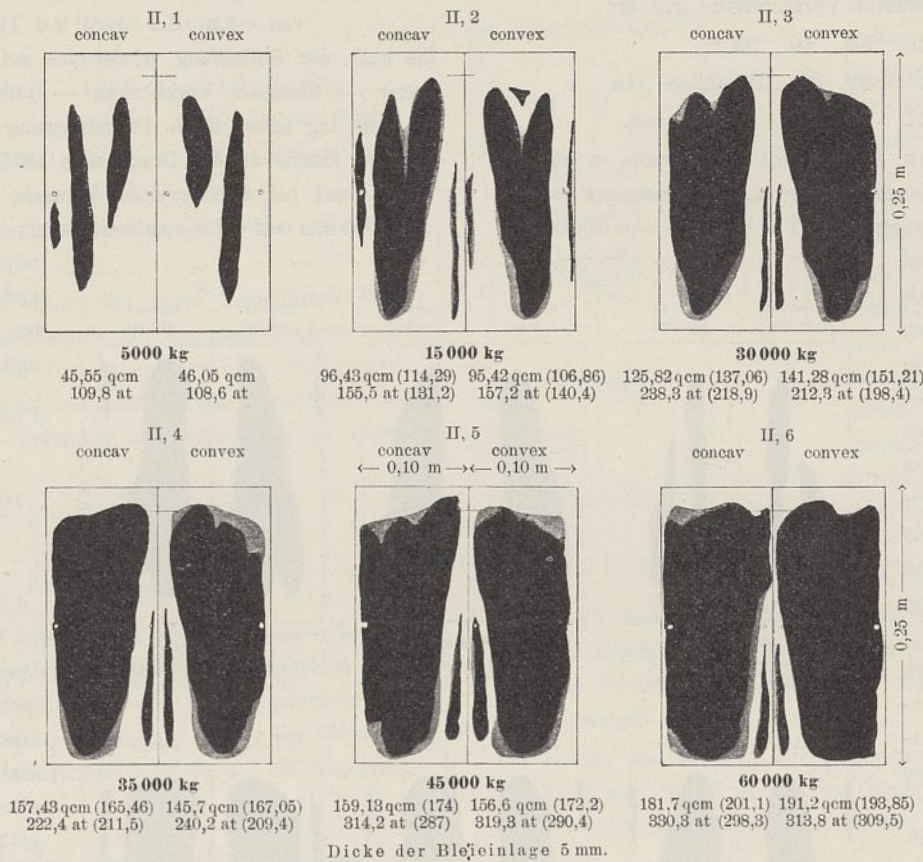 II, 1
concav convex
5000 kg
45,55 qcm 46,05 qcm
109,8 at 108,6 at
II, 2
concav convex
15 000 kg
96,43 qcm (114,29) 95,42 qcm (106,86)
155,5 at (131,2) 157,2 at (140,4)
II, 3
concav convex
0,25 m
30 000 kg
125,82 qcm (137,06) 141,28 qcm (151,21)
238,3 at (218,9) 212,3 at (198,4)
II, 4
concav convex
35 000 kg
157,43 qcm (165,46) 145,7 qcm (167,05)
222,4 at (211,5) 240,2 at (209,4)
II, 5
concav convex
0,10 m 0,10 m
45 000 kg
159,13 qcm (174) 156,6 qcm (172,2)
314,2 at (287) 319,3 at (290,4)
II, 6
concav convex
0,25 m
60 000 kg
181,7 qcm (201,1) 191,2 qcm (193,85)
330,3 at (298,3) 313,8 at (309,5)
Dicke der Bleieinlage 5 mm.